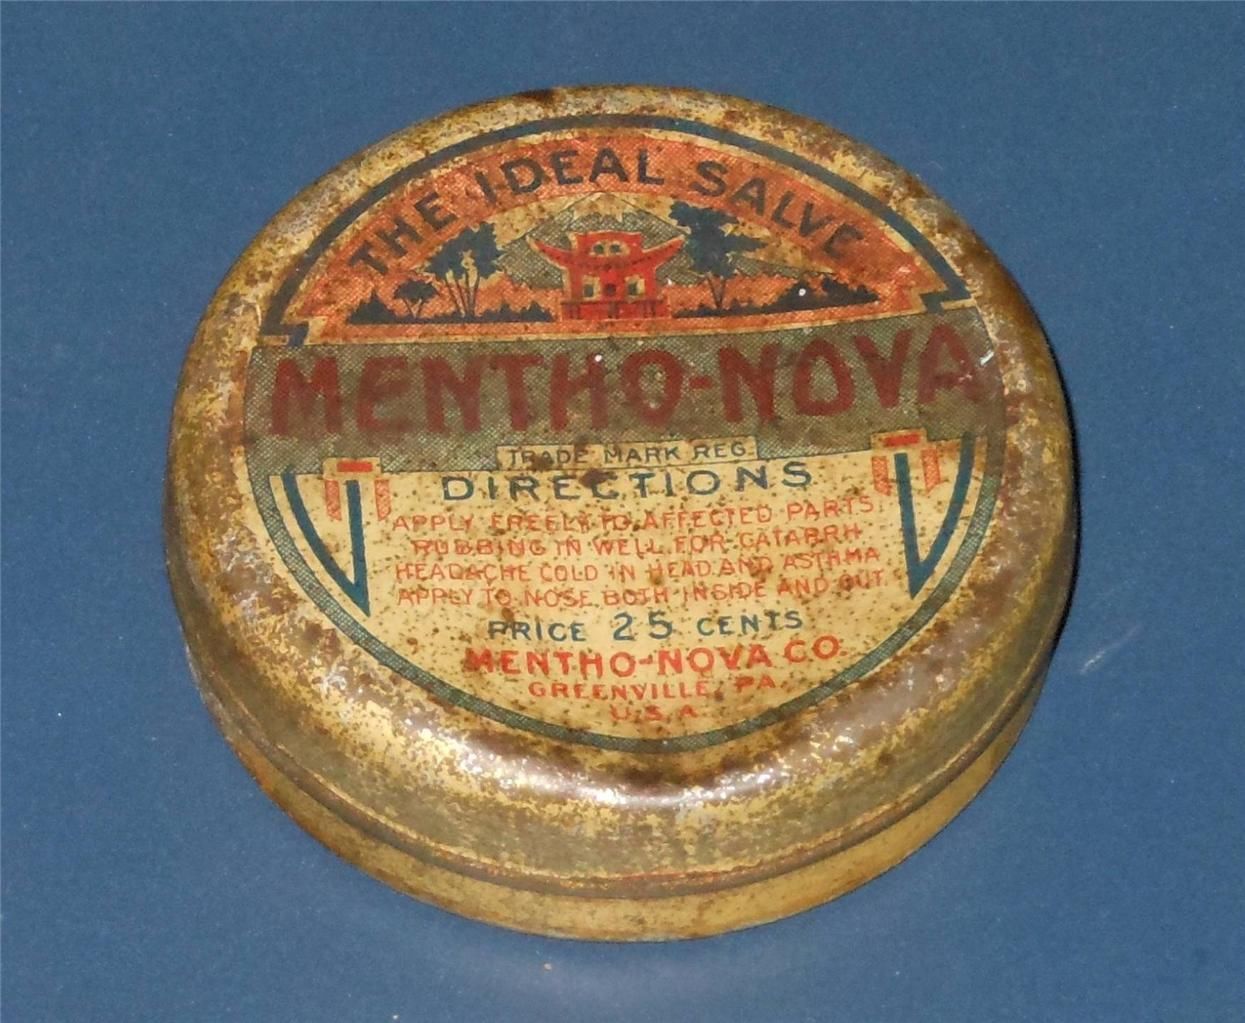 THE IDEAL SALVE
MENTHO-NOVA
TRADE MARK REG.
DIRECTIONS
APPLY FREELY TO AFFECTED PARTS
RUBBING IN WELL FOR CATARRH
HEADACHE COLD IN HEAD AND ASTHMA
APPLY TO NOSE BOTH INSIDE AND OUT
PRICE 25 CENTS
MENTHO-NOVA CO.
GREENVILLE, PA.
U.S.A.